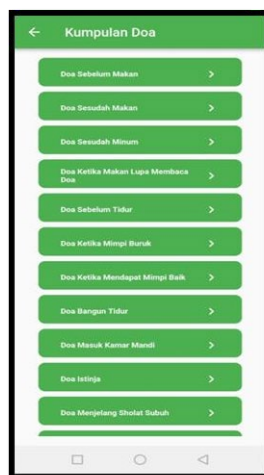 Kumpulan Doa
Doa Sebelum Makan
Doa Sesudah Makan
Doa Sesudah Minum
Doa Ketika Makan Lupa Membaca
Doa
Doa Sebelum Tidur
Doa Ketika Mimpi Buruk
Doa Ketika Mendapat Mimpi Baik
Doa Bangun Tidur
Doa Masuk Kamar Mandi
Doa Istinja
Doa Menjelang Sholat Subuh